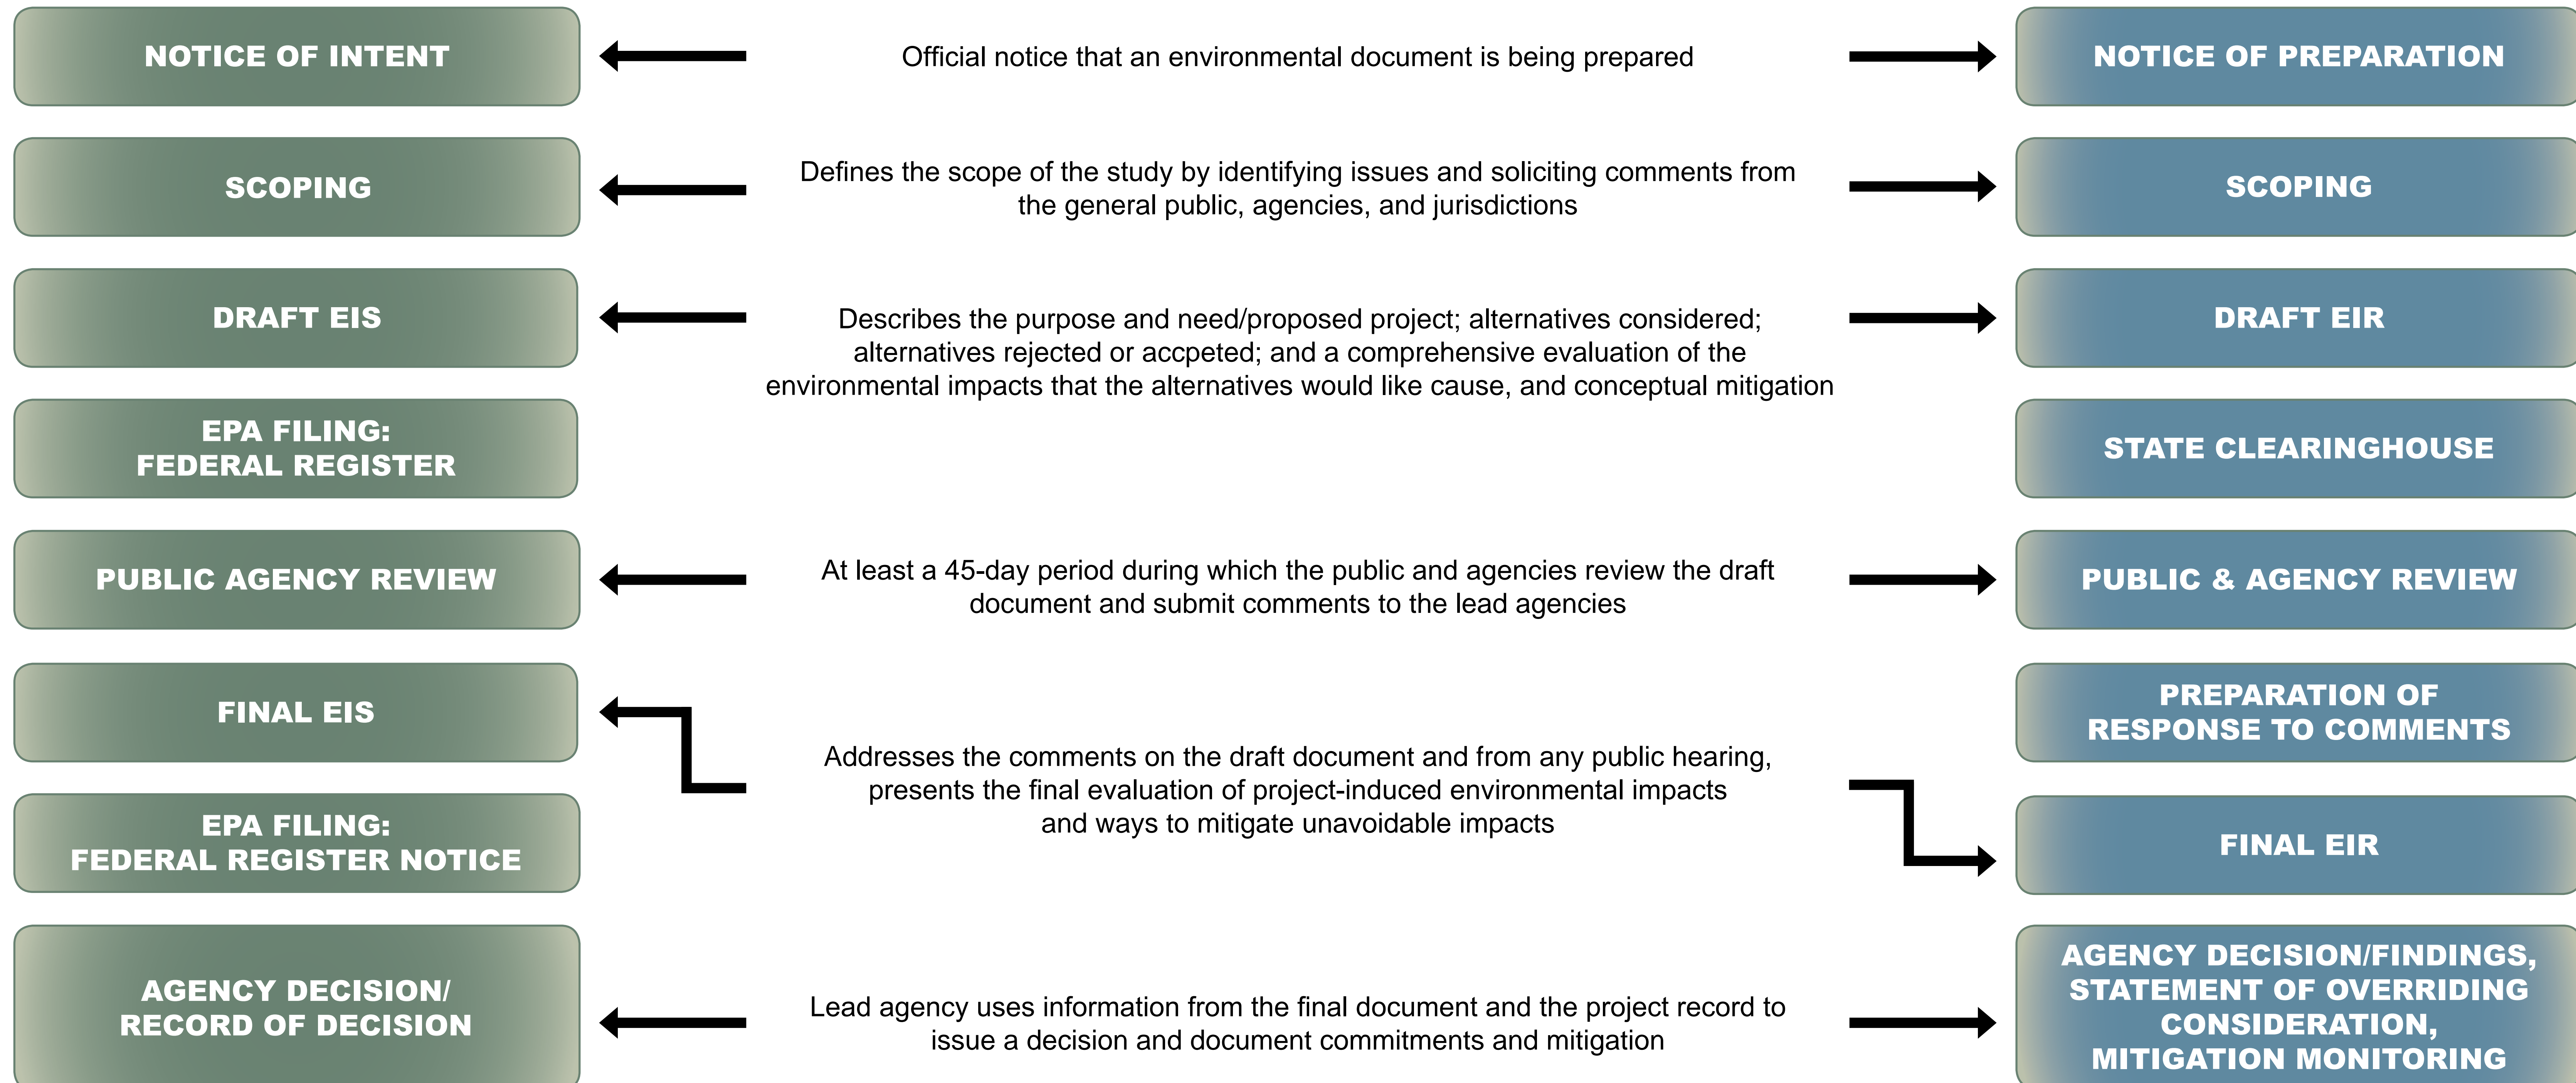 NOTICE OF INTENT
Official notice that an environmental document is being prepared
NOTICE OF PREPARATION
SCOPING
Defines the scope of the study by identifying issues and soliciting comments from
the general public, agencies, and jurisdictions
SCOPING
DRAFT EIS
Describes the purpose and need/proposed project; alternatives considered;
alternatives rejected or accpeted; and a comprehensive evaluation of the
environmental impacts that the alternatives would like cause, and conceptual mitigation
DRAFT EIR
EPA FILING:
FEDERAL REGISTER
STATE CLEARINGHOUSE
PUBLIC AGENCY REVIEW
At least a 45-day period during which the public and agencies review the draft
document and submit comments to the lead agencies
PUBLIC & AGENCY REVIEW
FINAL EIS
PREPARATION OF
RESPONSE TO COMMENTS
Addresses the comments on the draft document and from any public hearing,
presents the final evaluation of project-induced environmental impacts
and ways to mitigate unavoidable impacts
EPA FILING:
FEDERAL REGISTER NOTICE
FINAL EIR
AGENCY DECISION/
RECORD OF DECISION
Lead agency uses information from the final document and the project record to
issue a decision and document commitments and mitigation
AGENCY DECISION/FINDINGS,
STATEMENT OF OVERRIDING
CONSIDERATION,
MITIGATION MONITORING